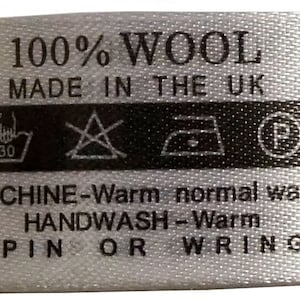 100% WOOL
MADE IN THE UK
30 P
CHINE-Warm normal wa
HANDWASH-Warm
PIN OR WRING